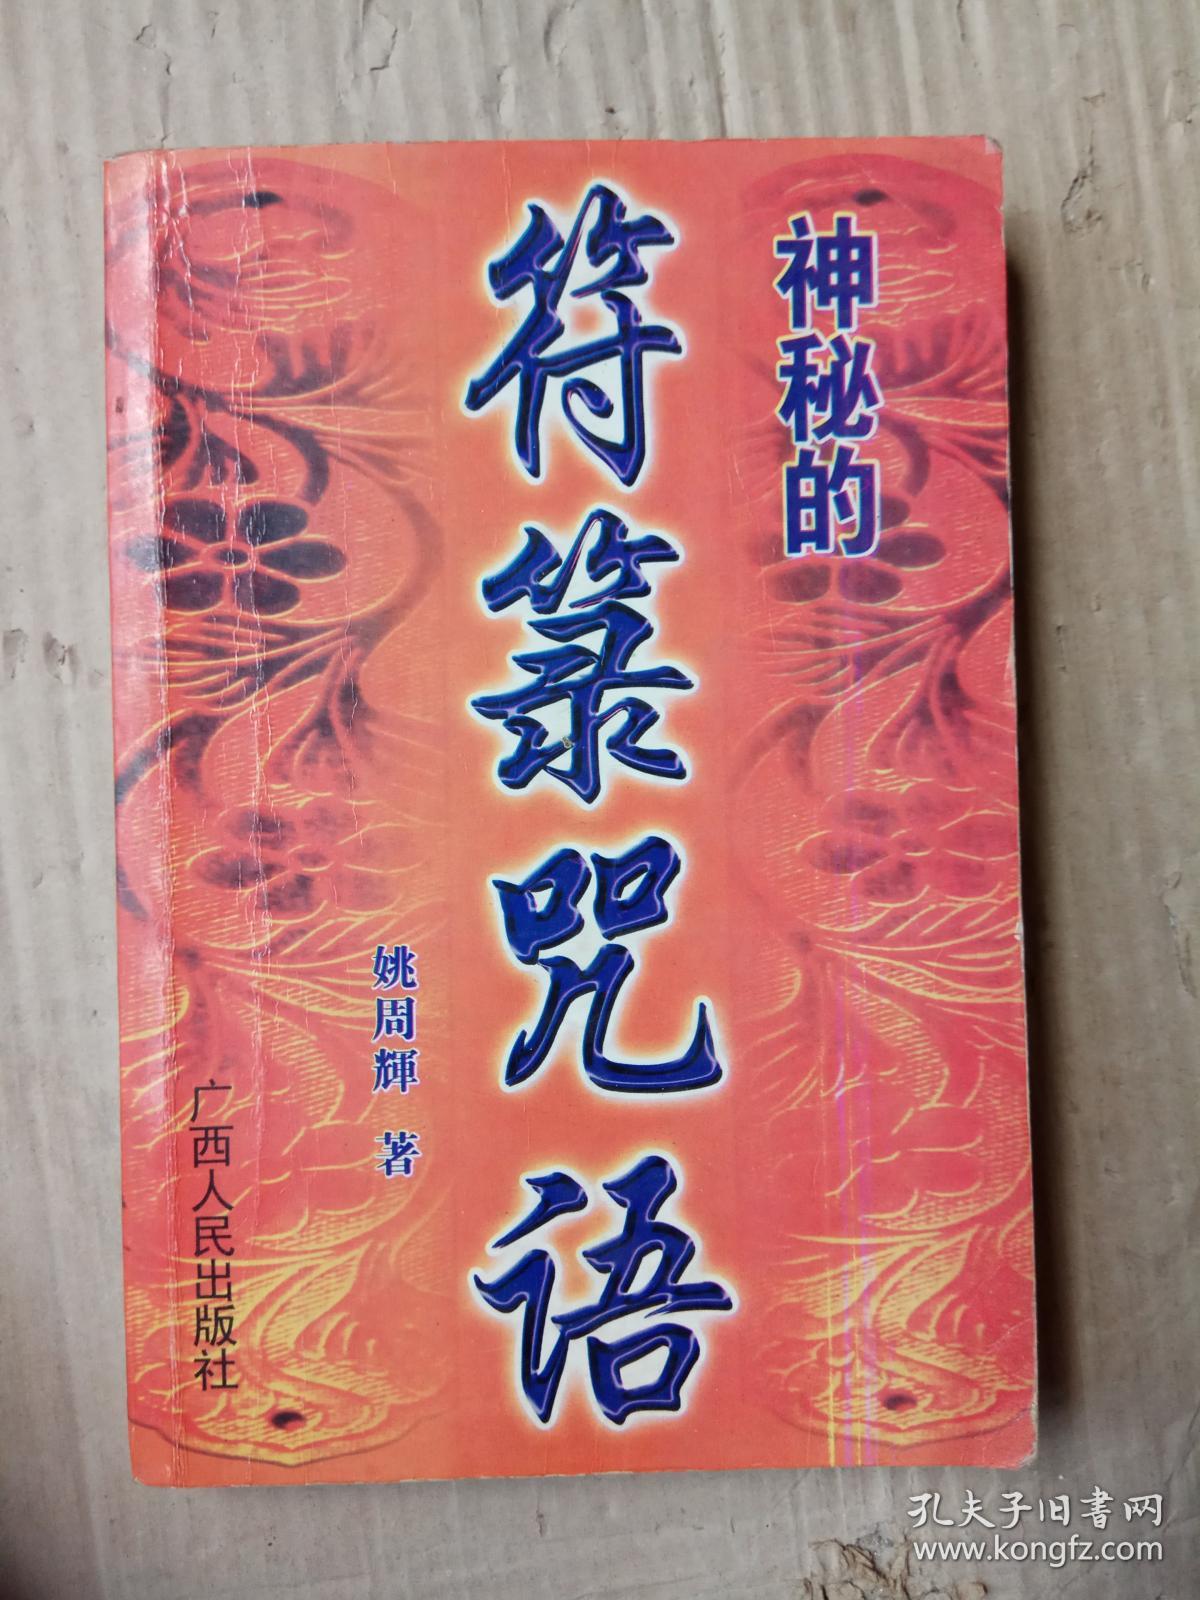 神秘的
符箓咒语
姚周輝 著
广西人民出版社
孔夫子旧书网
www.kongfz.com